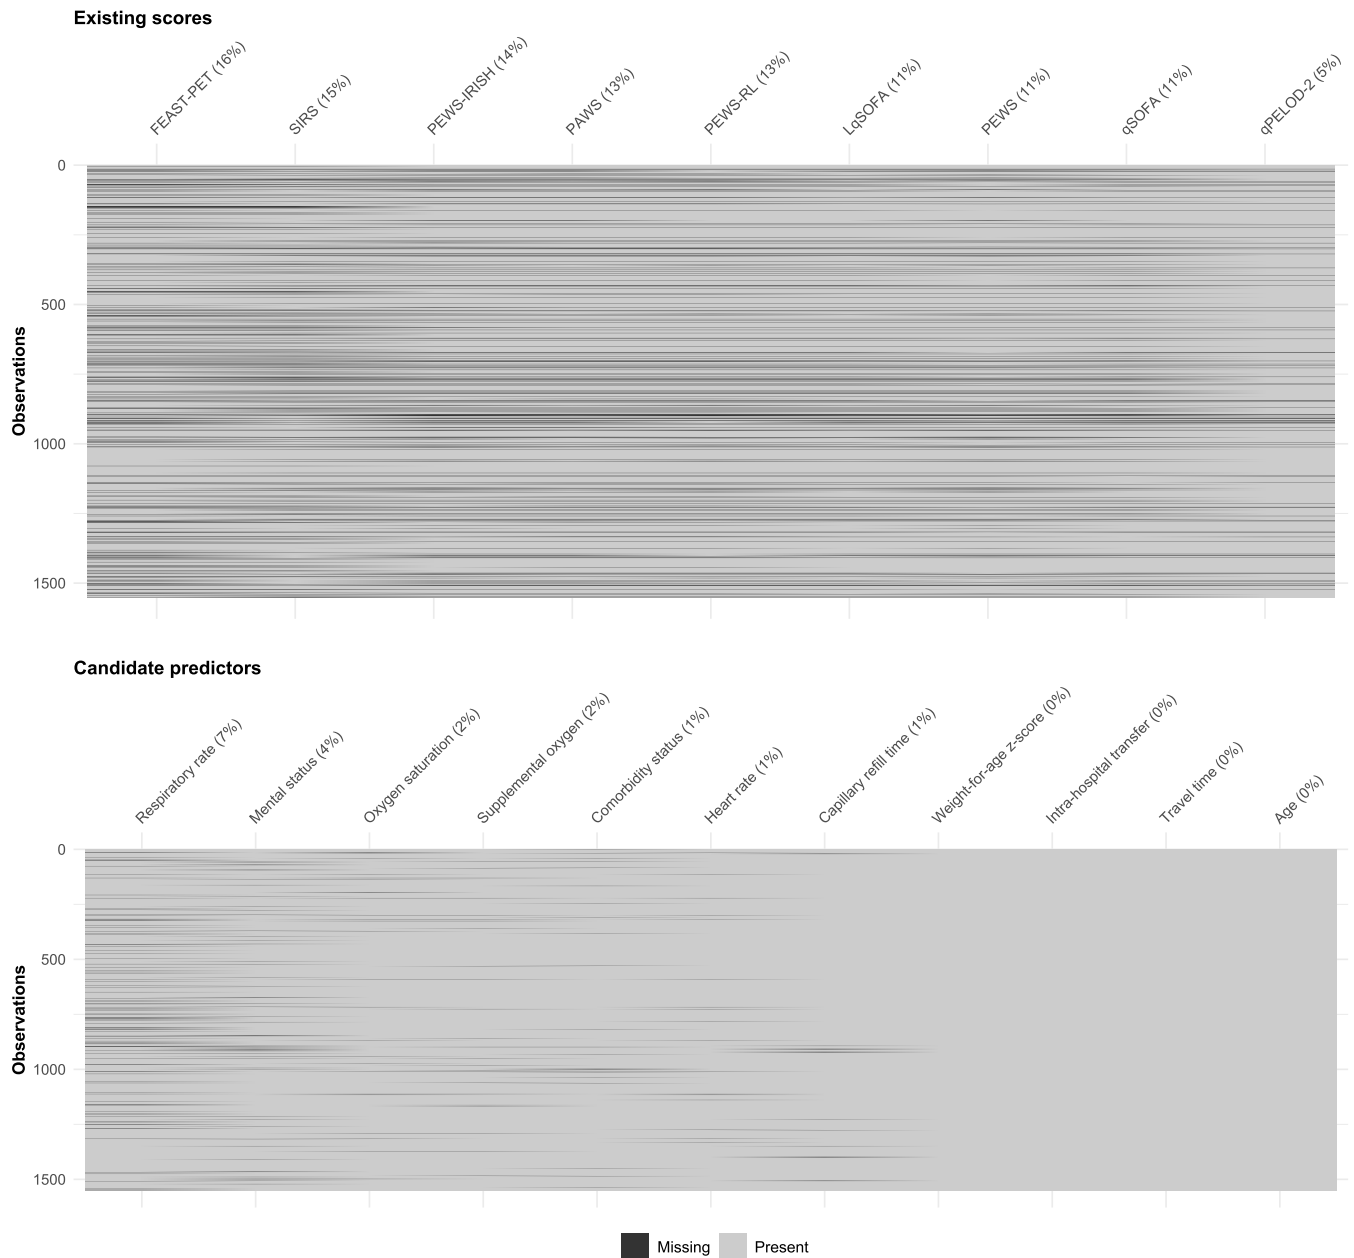 Existing scores
FEAST-PET (16%)
SIRS (15%)
PEWS-IRISH (14%)
PAWS (13%)
PEWS-RL (13%)
LqSOFA (11%)
PEWS (11%)
qSOFA (11%)
qPELOD-2 (5%)
0
500
1000
1500
Observations
Candidate predictors
Respiratory rate (7%)
Mental status (4%)
Oxygen saturation (2%)
Supplemental oxygen (2%)
Comorbidity status (1%)
Heart rate (1%)
Capillary refill time (1%)
Weight-for-age z-score (0%)
Intra-hospital transfer (0%)
Travel time (0%)
Age (0%)
0
500
1000
1500
Observations
Missing
Present